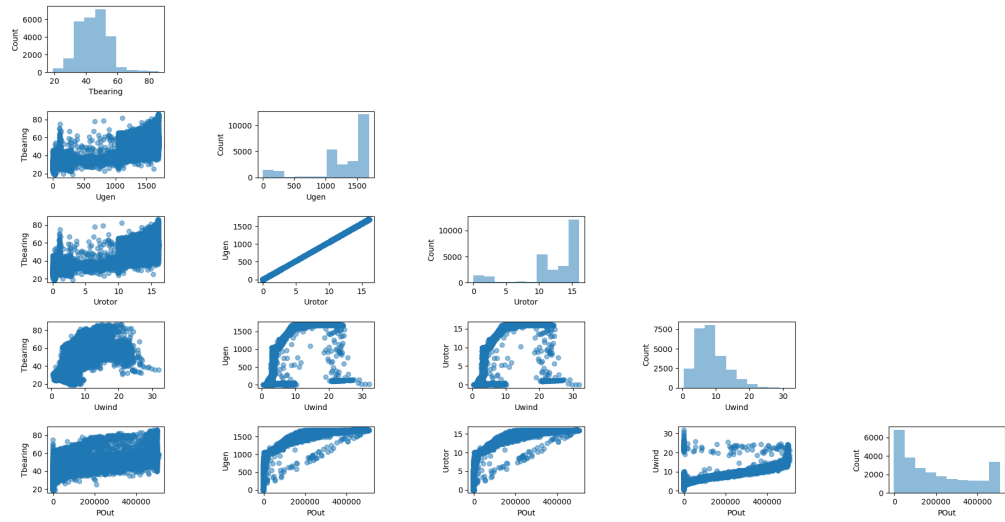 6000
4000
2000
0
Count
20 40 60 80
Tbearing
80
60
40
20
Tbearing
0 500 1000 1500
Ugen
10000
5000
0
Count
0 500 1000 1500
Ugen
80
60
40
20
Tbearing
0 5 10 15
Urotor
1500
1000
500
0
Ugen
0 5 10 15
Urotor
10000
5000
0
Count
0 5 10 15
Urotor
80
60
40
20
Tbearing
0 10 20 30
Uwind
1500
1000
500
0
Ugen
0 10 20 30
Uwind
15
10
5
0
Urotor
0 10 20 30
Uwind
7500
5000
2500
0
Count
0 10 20 30
Uwind
80
60
40
20
Tbearing
0 200000 400000
POut
1500
1000
500
0
Ugen
0 200000 400000
POut
15
10
5
0
Urotor
0 200000 400000
POut
30
20
10
0
Uwind
0 200000 400000
POut
6000
4000
2000
0
Count
0 200000 400000
POut